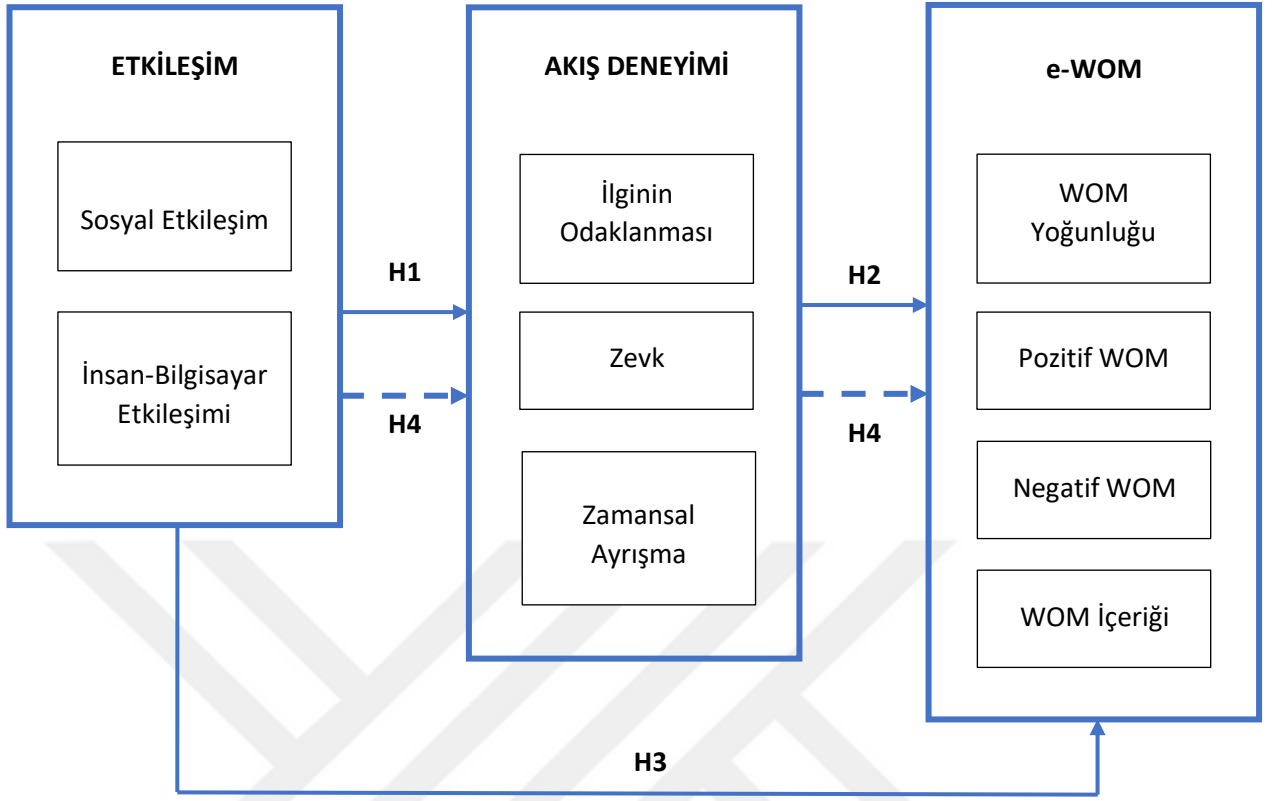 ETKİLEŞİM
Sosyal Etkileşim
İnsan-Bilgisayar
Etkileşimi
H1
H4
AKIŞ DENEYİMİ
İlginin
Odaklanması
Zevk
Zamansal
Ayrışma
H2
H4
e-WOM
WOM
Yoğunluğu
Pozitif WOM
Negatif WOM
WOM İçeriği
H3